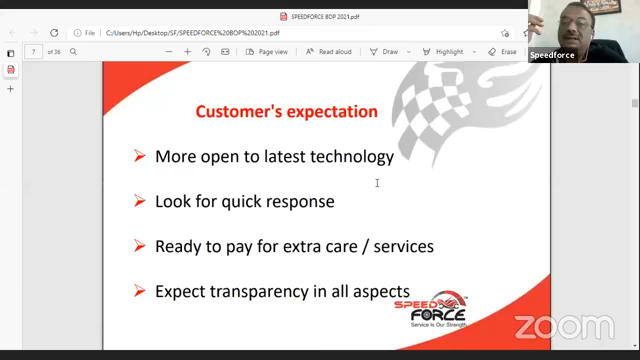 SPEEDFORCE BOP 2021.pdf
File
C:/Users/Hp/Desktop/SF/SPEEDFORCE%20BOP%202021.pdf
7 of 36
Page view
Read aloud
Draw
Highlight
Erase
Speedforce
Customer's expectation
More open to latest technology
Look for quick response
Ready to pay for extra care / services
Expect transparency in all aspects
SPEED
FORCE
Service is Our Strength
zoom